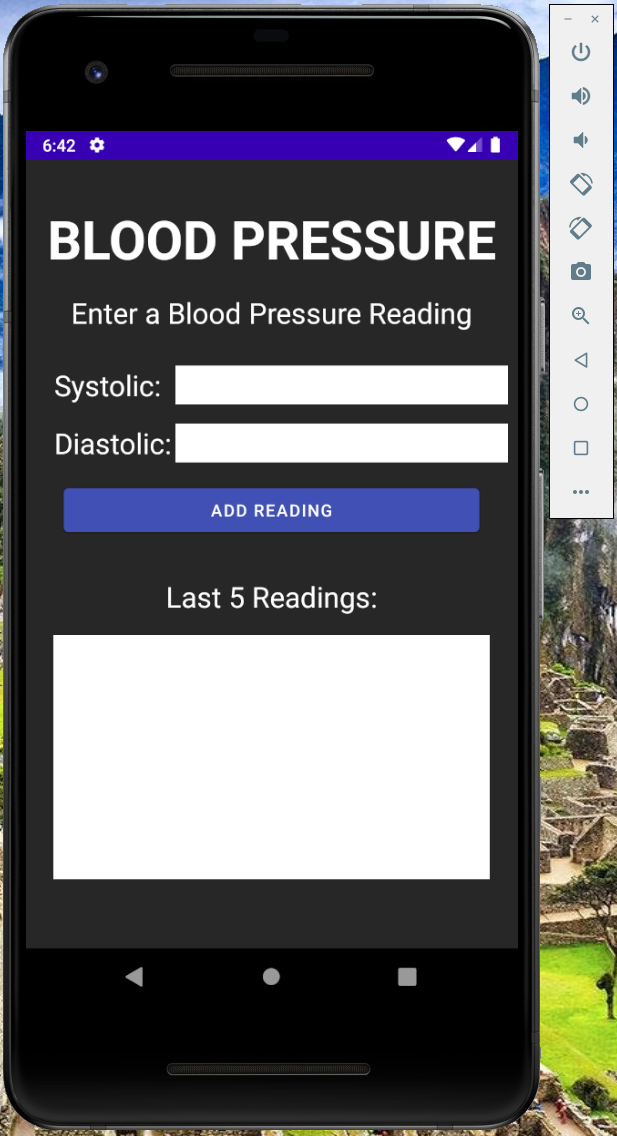 6:42
BLOOD PRESSURE
Enter a Blood Pressure Reading
Systolic:
Diastolic:
ADD READING
Last 5 Readings: